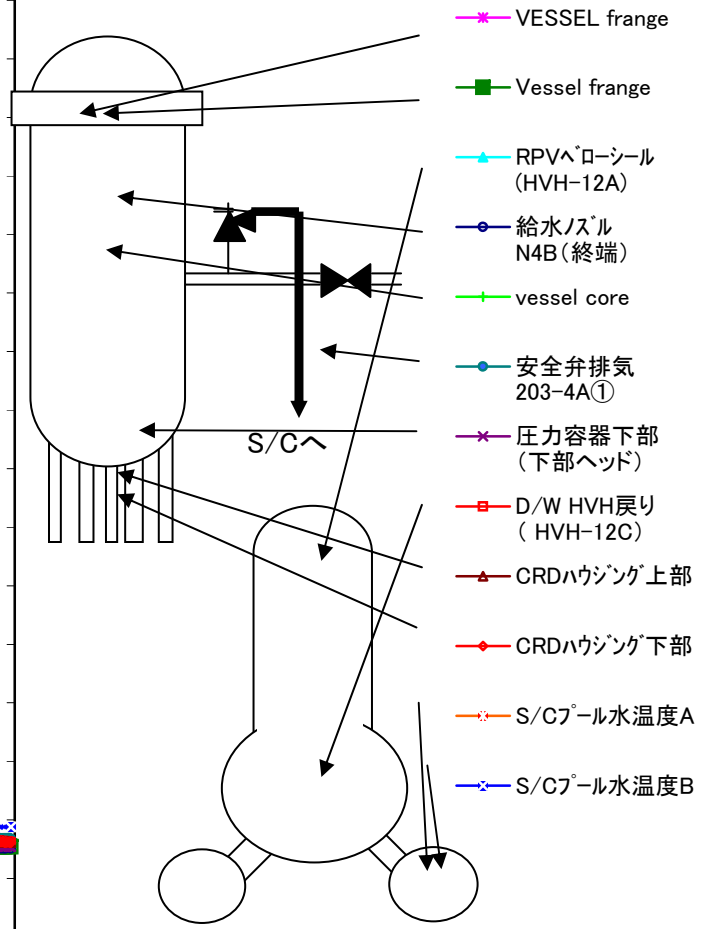 VESSEL frange
Vessel frange
RPVﾍﾞローシール
(HVH-12A)
給水ノズル
N4B(終端)
vessel core
安全弁排気
203-4A①
S/Cへ
圧力容器下部
(下部ヘッド)
D/W HVH戻り
( HVH-12C)
CRDﾊウｼﾞﾝグ上部
CRDﾊウｼﾞﾝグ下部
S/Cﾌﾟール水温度A
S/Cﾌﾟール水温度B